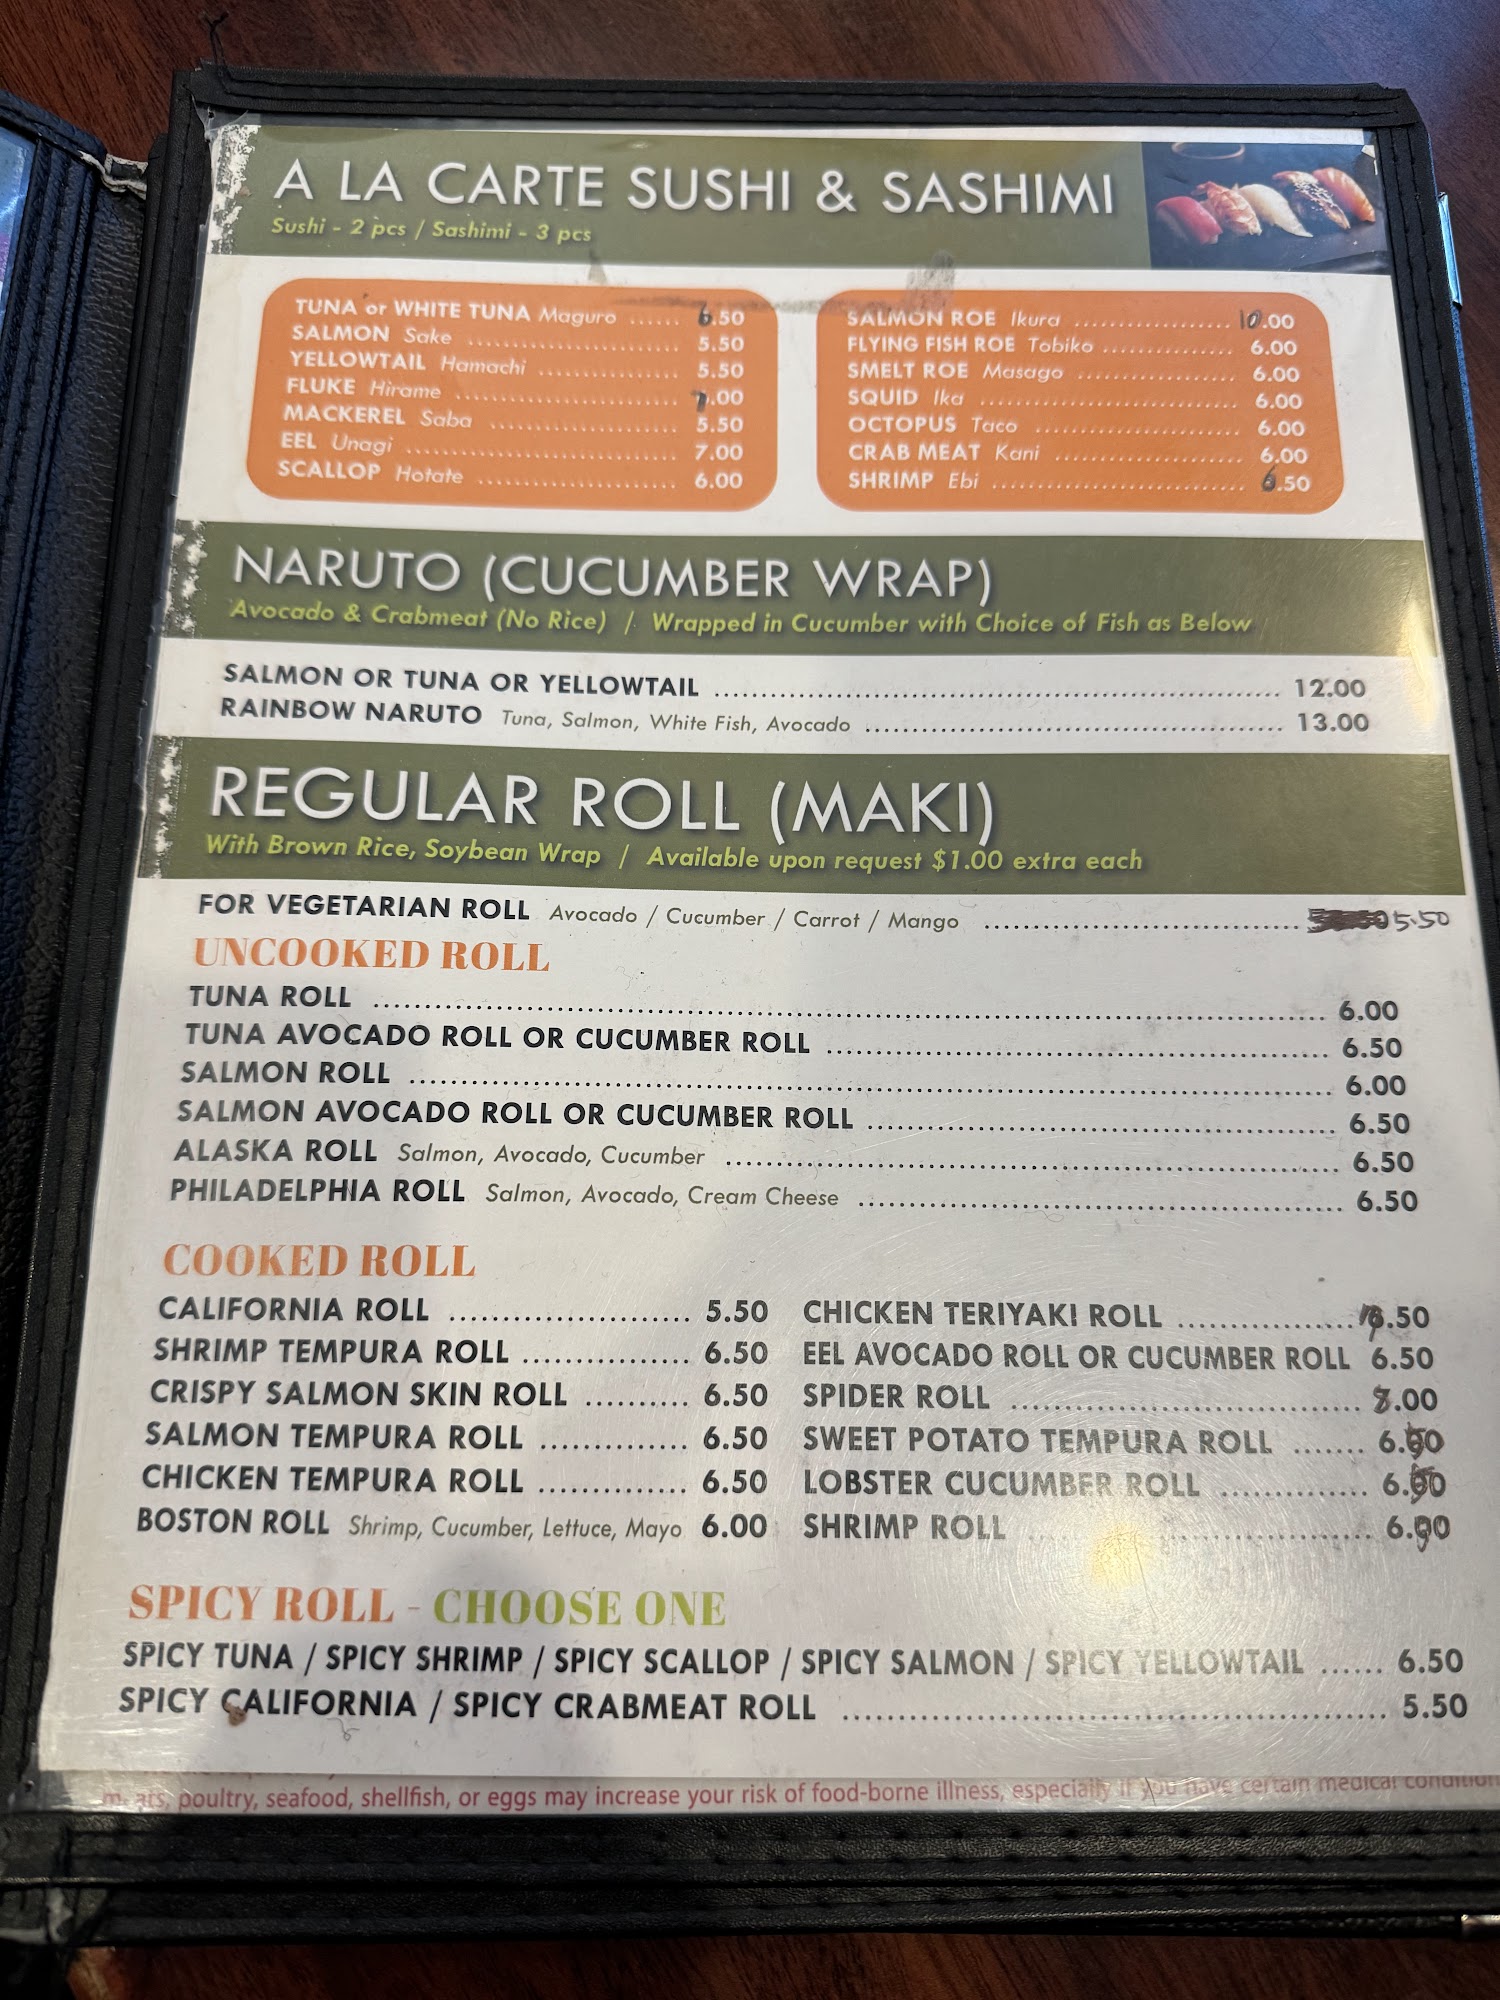 A LA CARTE SUSHI & SASHIMI
Sushi - 2 pcs / Sashimi - 3 pcs
TUNA or WHITE TUNA Maguro ...... 6.50
SALMON Sake ...... 5.50
YELLOWTAIL Hamachi ...... 5.50
FLUKE Hirame ...... 7.00
MACKEREL Saba ...... 5.50
EEL Unagi ...... 7.00
SCALLOP Hotate ...... 6.00
SALMON ROE Ikura ...... 10.00
FLYING FISH ROE Tobiko ...... 6.00
SMELT ROE Masago ...... 6.00
SQUID Ika ...... 6.00
OCTOPUS Taco ...... 6.00
CRAB MEAT Kani ...... 6.00
SHRIMP Ebi ...... 6.50
NARUTO (CUCUMBER WRAP)
Avocado & Crabmeat (No Rice) / Wrapped in Cucumber with Choice of Fish as Below
SALMON OR TUNA OR YELLOWTAIL ...... 12.00
RAINBOW NARUTO Tuna, Salmon, White Fish, Avocado ...... 13.00
REGULAR ROLL (MAKI)
With Brown Rice, Soybean Wrap / Available upon request $1.00 extra each
FOR VEGETARIAN ROLL Avocado / Cucumber / Carrot / Mango ...... 5.50
UNCOOKED ROLL
TUNA ROLL ...... 6.00
TUNA AVOCADO ROLL OR CUCUMBER ROLL ...... 6.50
SALMON ROLL ...... 6.00
SALMON AVOCADO ROLL OR CUCUMBER ROLL ...... 6.50
ALASKA ROLL Salmon, Avocado, Cucumber ...... 6.50
PHILADELPHIA ROLL Salmon, Avocado, Cream Cheese ...... 6.50
COOKED ROLL
CALIFORNIA ROLL ...... 5.50
SHRIMP TEMPURA ROLL ...... 6.50
CRISPY SALMON SKIN ROLL ...... 6.50
SALMON TEMPURA ROLL ...... 6.50
CHICKEN TEMPURA ROLL ...... 6.50
BOSTON ROLL Shrimp, Cucumber, Lettuce, Mayo 6.00
CHICKEN TERIYAKI ROLL ......
EEL AVOCADO ROLL OR CUCUMBER ROLL 6.50
SPIDER ROLL ......
SWEET POTATO TEMPURA ROLL ...... 6.50
LOBSTER CUCUMBER ROLL ...... 6.50
SHRIMP ROLL ......
SPICY ROLL - CHOOSE ONE
SPICY TUNA / SPICY SHRIMP / SPICY SCALLOP / SPICY SALMON / SPICY YELLOWTAIL ...... 6.50
SPICY CALIFORNIA / SPICY CRABMEAT ROLL ...... 5.50
poultry, seafood, shellfish, or eggs may increase your risk of food-borne illness, especially if you have certain medical condition